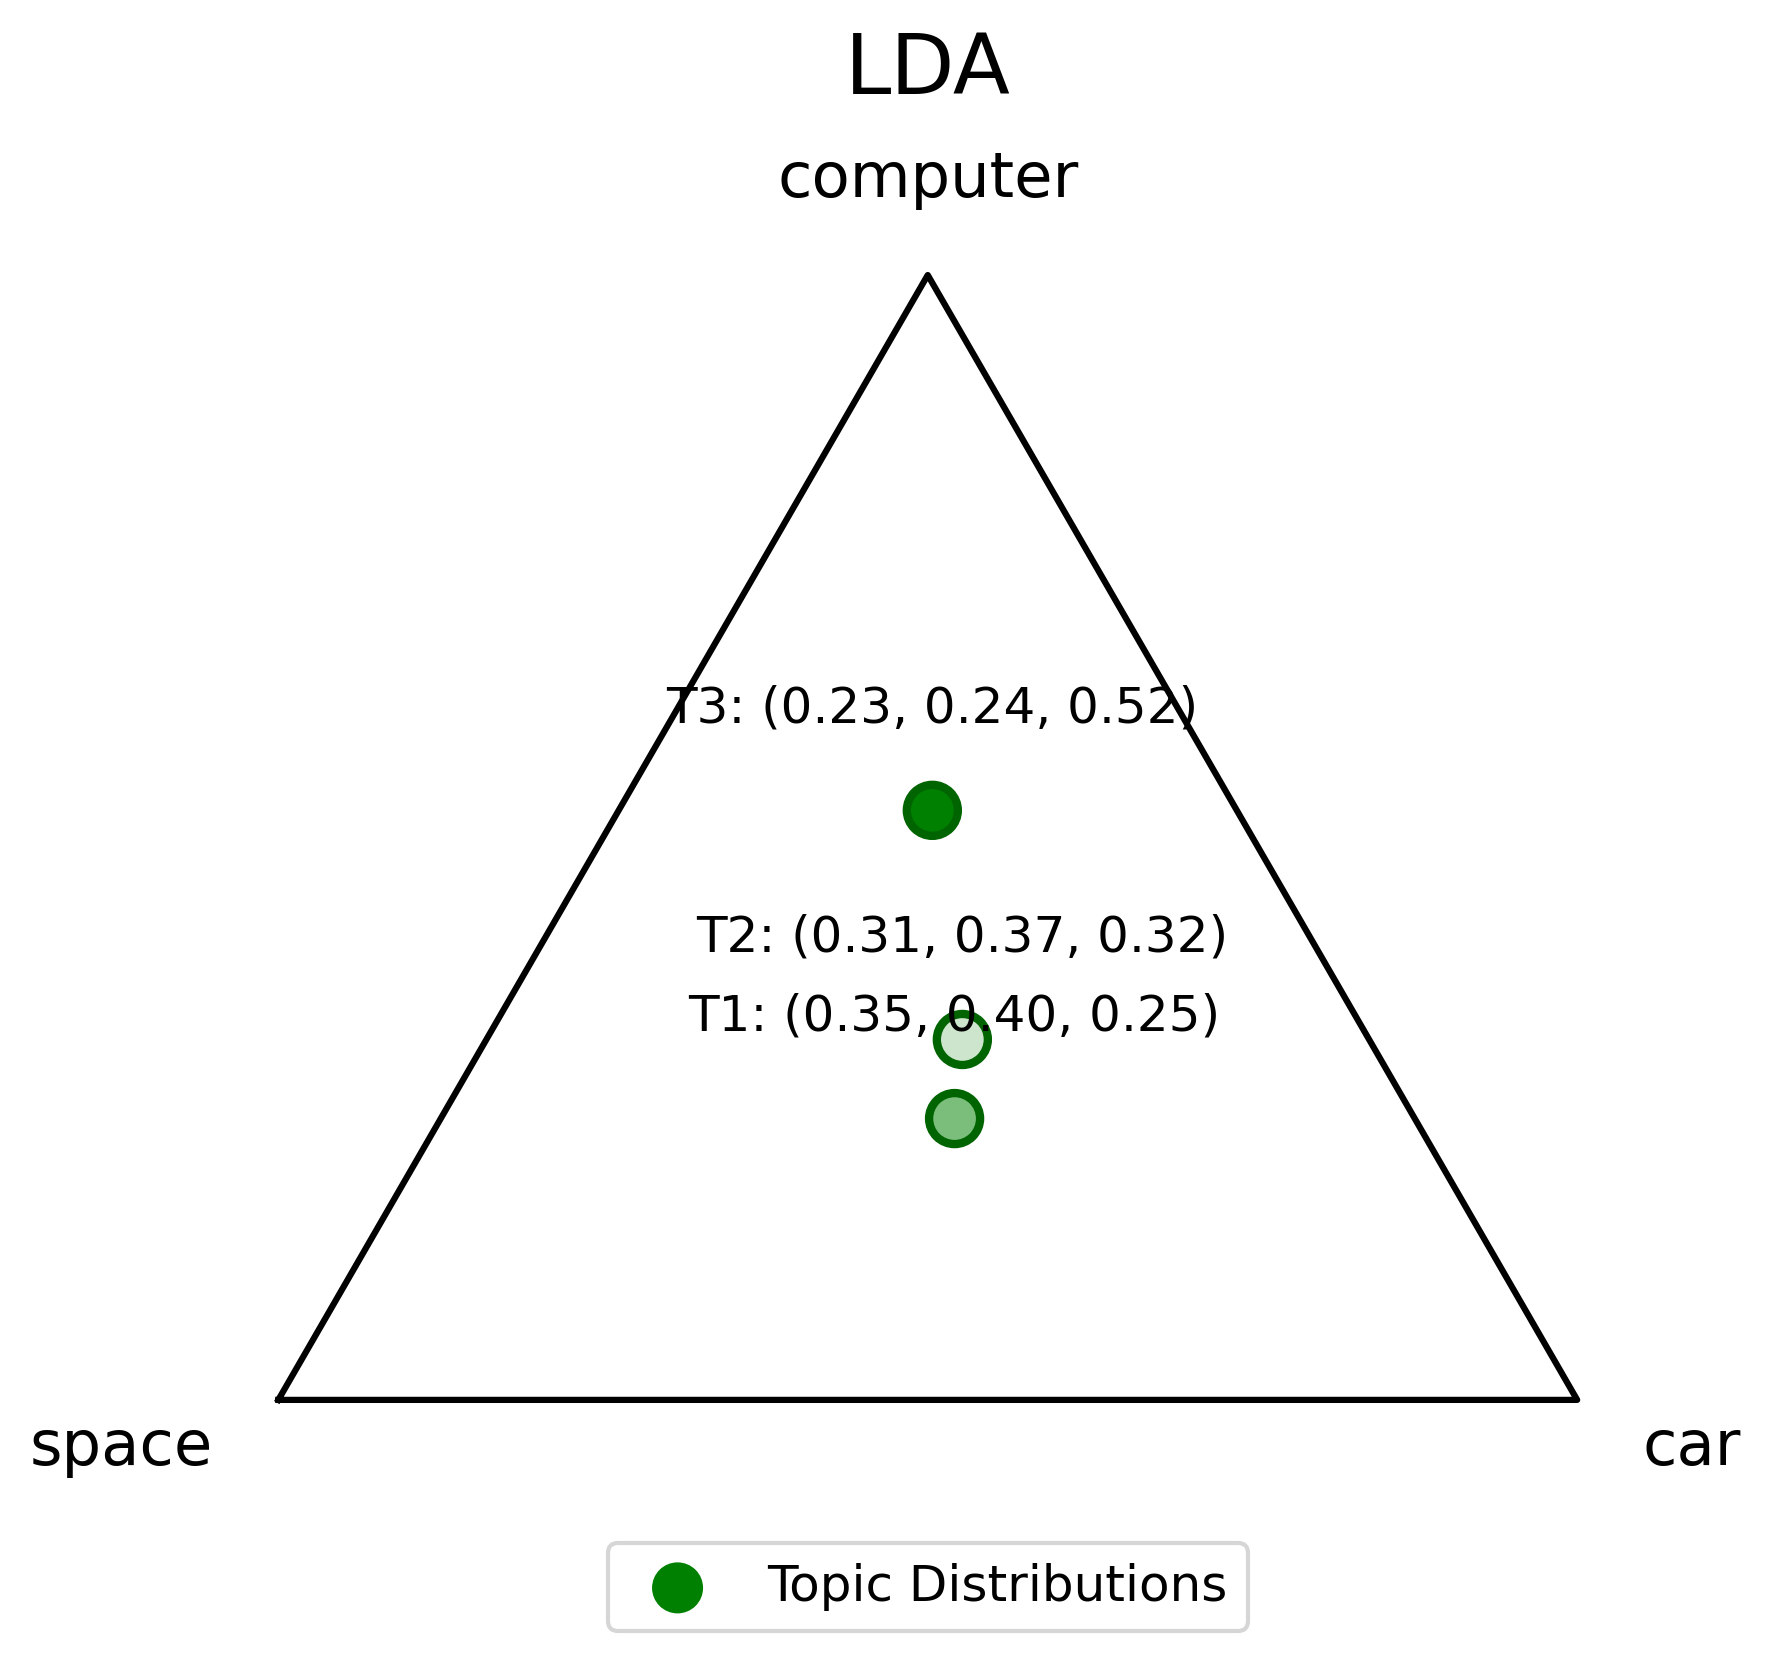 LDA
computer
T3: (0.23, 0.24, 0.52)
T2: (0.31, 0.37, 0.32)
T1: (0.35, 0.40, 0.25)
space
car
Topic Distributions